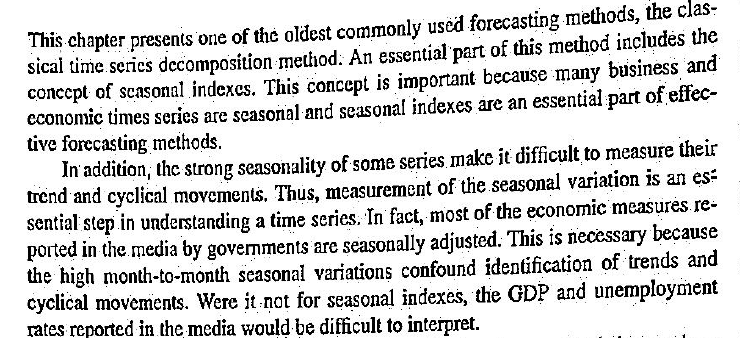 This chapter presents one of the oldest commonly used forecasting methods, the clas-
sical time series decomposition method. An essential part of this method includes the
concept of seasonal indexes. This concept is important because many business and
economic times series are seasonal and seasonal indexes are an essential part of effec-
tive forecasting methods.
In addition, the strong seasonality of some series make it difficult to measure their
trend and cyclical movements. Thus, measurement of the seasonal variation is an es-
sential step in understanding a time series. In fact, most of the economic measures re-
ported in the media by governments are seasonally adjusted. This is necessary because
the high month-to-month seasonal variations confound identification of trends and
cyclical movements. Were it not for seasonal indexes, the GDP and unemployment
rates reported in the media would be difficult to interpret.